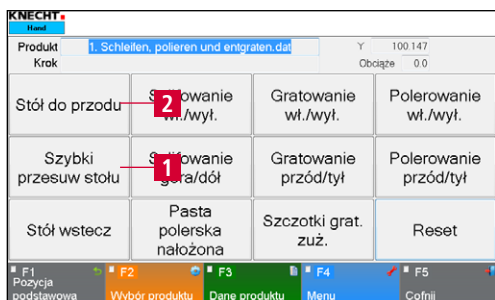 KNECHT
Hand
Produkt 1. Schleifen, polieren und entgraten.dat Y 100.147
Krok Obciąże 0.0
Stół do przodu 2 wł./wył. Gratowanie wł./wył. Polerowanie wł./wył.
Szybki przesuw stołu 1 góra/dół Gratowanie przód/tył Polerowanie przód/tył
Stół wstecz Pasta polerska nałożona Szczotki grat. zuż. Reset
F1 F2 F3 F4 F5
Pozycja podstawowa Wybór produktu Dane produktu Menu Cofnij